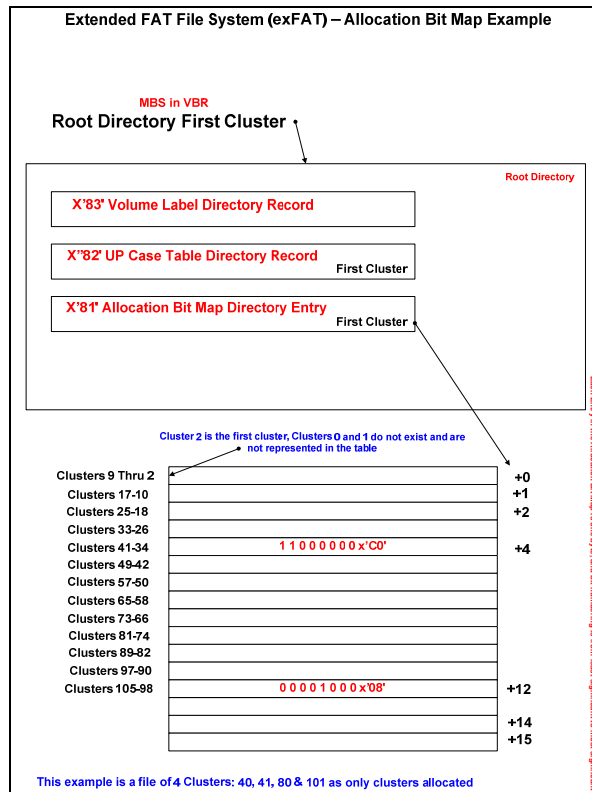 Extended FAT File System (exFAT) – Allocation Bit Map Example
MBS in VBR
Root Directory First Cluster
Root Directory
X'83' Volume Label Directory Record
X''82' UP Case Table Directory Record
First Cluster
X'81' Allocation Bit Map Directory Entry
First Cluster
Cluster 2 is the first cluster, Clusters 0 and 1 do not exist and are
not represented in the table
Clusters 9 Thru 2 +0
Clusters 17-10 +1
Clusters 25-18 +2
Clusters 33-26
Clusters 41-34 1 1 0 0 0 0 0 0 x'C0' +4
Clusters 49-42
Clusters 57-50
Clusters 65-58
Clusters 73-66
Clusters 81-74
Clusters 89-82
Clusters 97-90
Clusters 105-98 0 0 0 0 1 0 0 0 x'08' +12
+14
+15
This example is a file of 4 Clusters: 40, 41, 80 & 101 as only clusters allocated